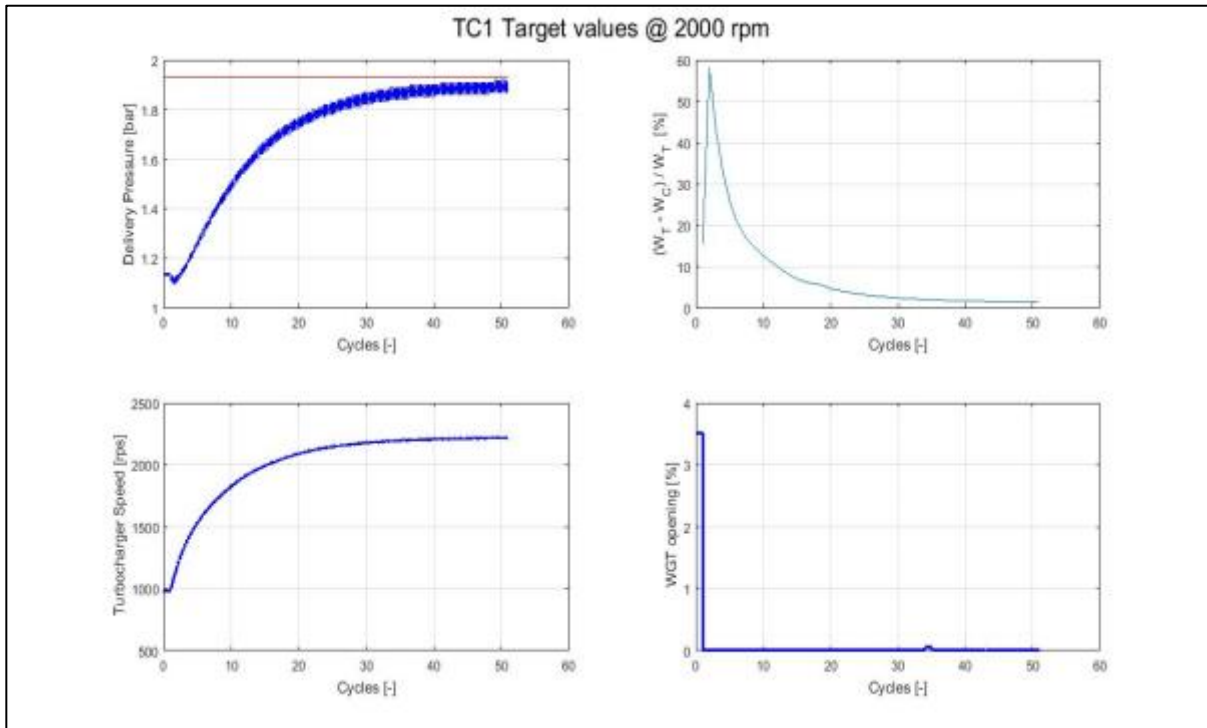 TC1 Target values @ 2000 rpm
2
1.8
1.6
1.4
1.2
1
Delivery Pressure [bar]
0 10 20 30 40 50 60
Cycles [-]
60
50
40
30
20
10
0
(W_T - W_C) / W_T [%]
0 10 20 30 40 50 60
Cycles [-]
2500
2000
1500
1000
500
Turbocharger Speed [rps]
0 10 20 30 40 50 60
Cycles [-]
4
3
2
1
0
WGT opening [%]
0 10 20 30 40 50 60
Cycles [-]